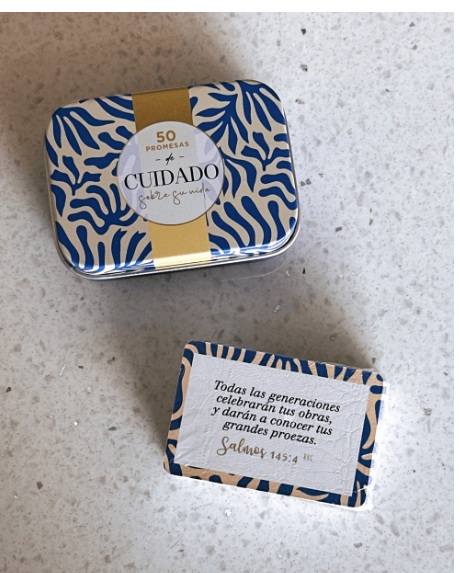 50
PROMESAS
de
CUIDADO
sobre su vida
Todas las generaciones
celebrarán tus obras,
y darán a conocer tus
grandes proezas.
Salmos 145:4